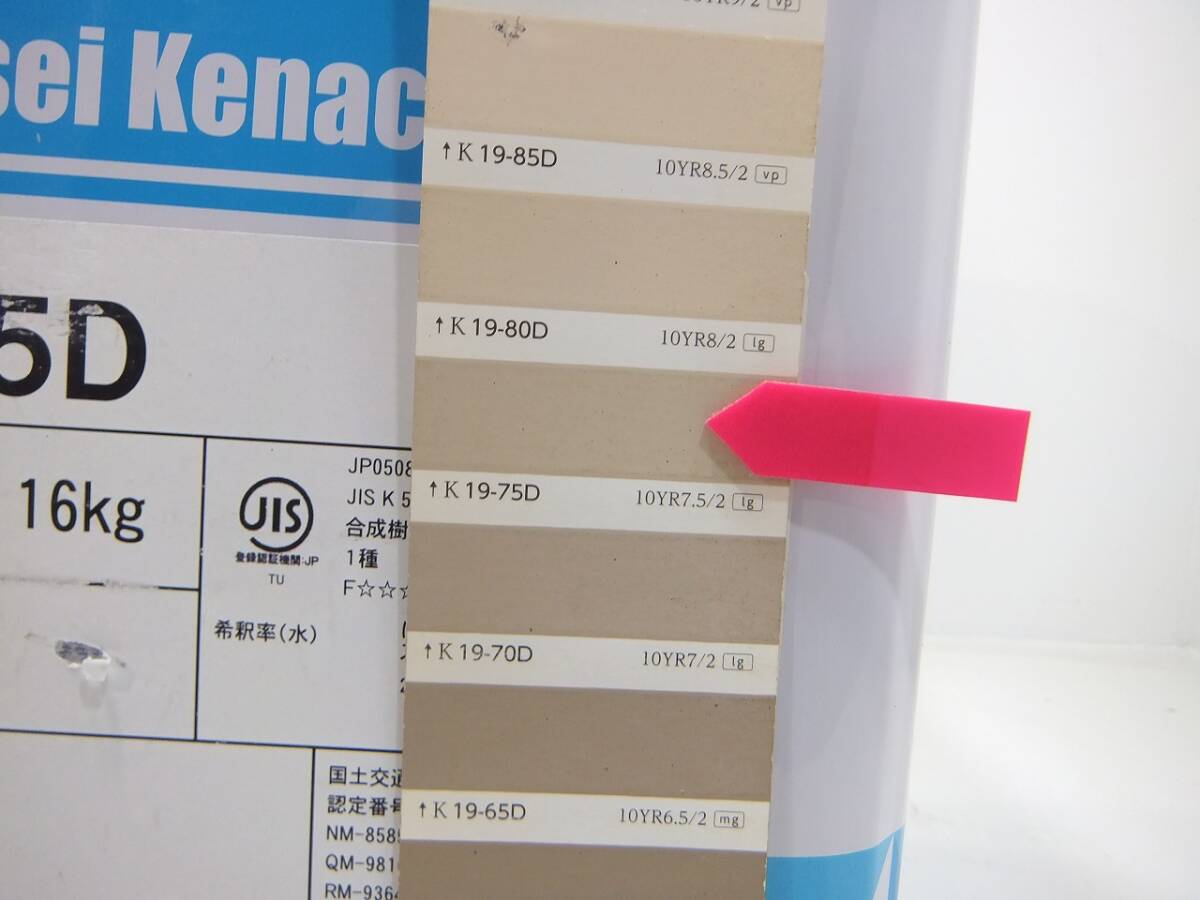 sei Kenac
5D
16kg
JIS
登録認証機関:JP
TU
JP0508
JIS K 5
合成樹
1種
F☆☆☆
希釈率(水)
国土交通
認定番号
NM-858
QM-981
RM-9364
vp
↑K 19-85D 10YR8.5/2 vp
↑K 19-80D 10YR8/2 lg
↑K 19-75D 10YR7.5/2 lg
↑K 19-70D 10YR7/2 lg
↑K 19-65D 10YR6.5/2 mg